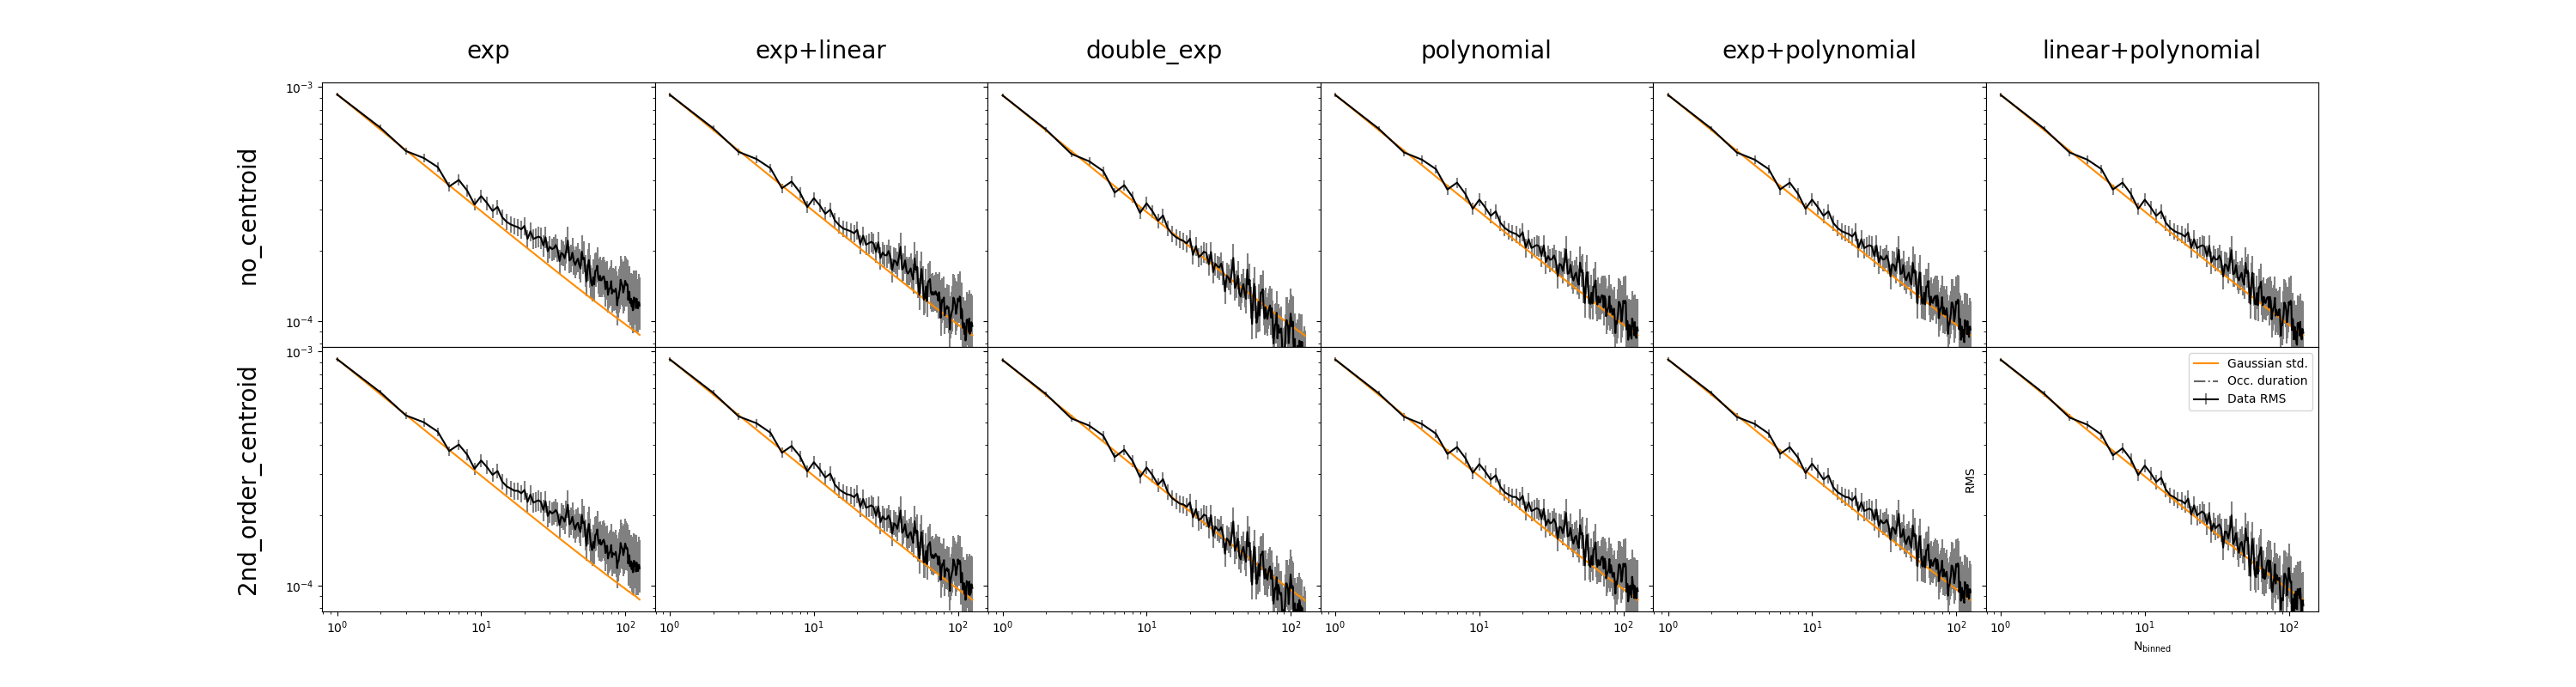 exp exp+linear double_exp polynomial exp+polynomial linear+polynomial
no_centroid
10⁻³
10⁻⁴
2nd_order_centroid
10⁻³
10⁻⁴
RMS
Gaussian std.
Occ. duration
Data RMS
10⁰ 10¹ 10² 10⁰ 10¹ 10² 10⁰ 10¹ 10² 10⁰ 10¹ 10² 10⁰ 10¹ 10² 10⁰ 10¹ 10²
N_binned